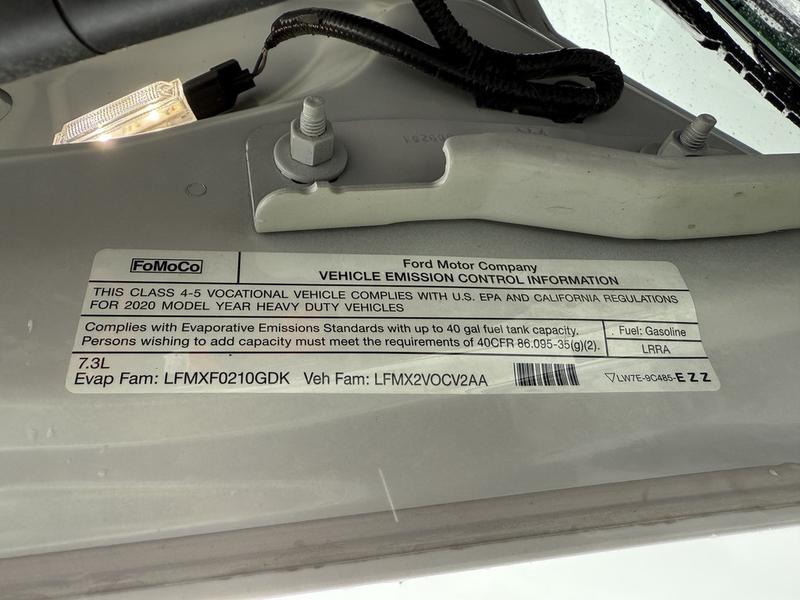 FoMoCo
Ford Motor Company
VEHICLE EMISSION CONTROL INFORMATION
THIS CLASS 4-5 VOCATIONAL VEHICLE COMPLIES WITH U.S. EPA AND CALIFORNIA REGULATIONS
FOR 2020 MODEL YEAR HEAVY DUTY VEHICLES
Complies with Evaporative Emissions Standards with up to 40 gal fuel tank capacity.
Persons wishing to add capacity must meet the requirements of 40CFR 86.095-35(g)(2).
Fuel: Gasoline
LRRA
7.3L
Evap Fam: LFMXF0210GDK Veh Fam: LFMX2VOCV2AA
▽LW7E-9C485-EZZ